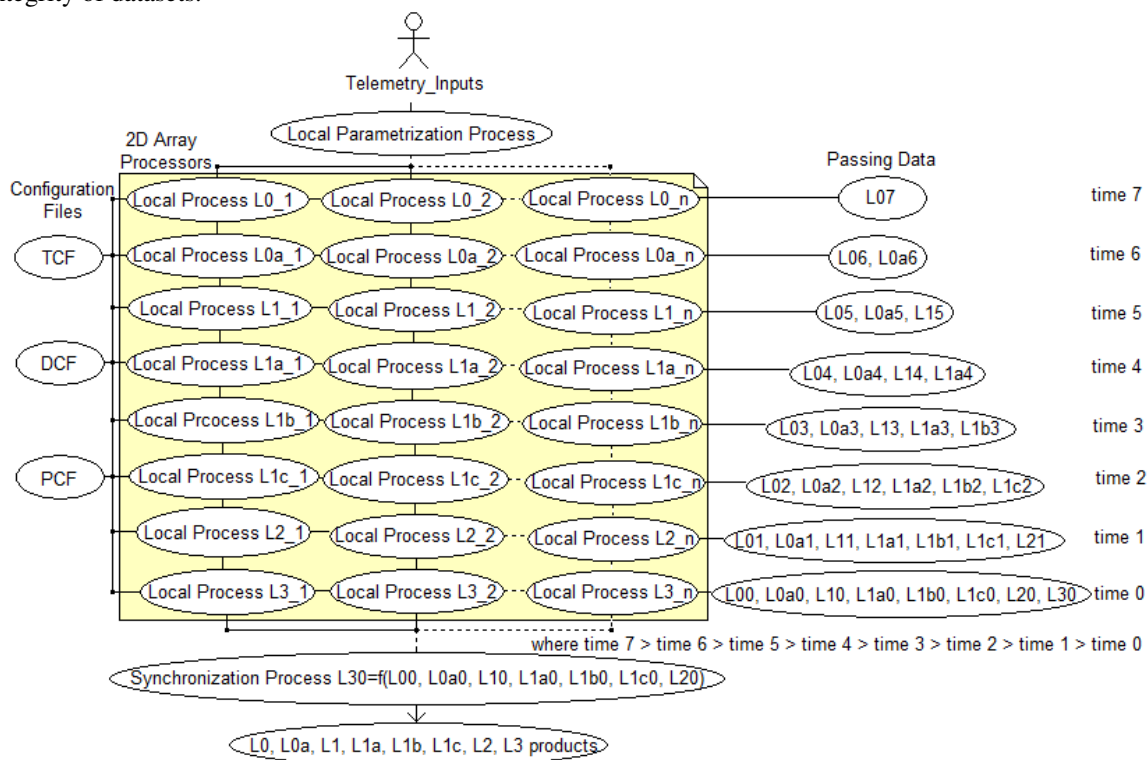 tegrity of datasets.
Telemetry_Inputs
Local Parametrization Process
2D Array
Processors
Passing Data
Configuration
Files
Local Process L0_1
Local Process L0_2
Local Process L0_n
L07
time 7
TCF
Local Process L0a_1
Local Process L0a_2
Local Process L0a_n
L06, L0a6
time 6
Local Process L1_1
Local Process L1_2
Local Process L1_n
L05, L0a5, L15
time 5
DCF
Local Process L1a_1
Local Process L1a_2
Local Process L1a_n
L04, L0a4, L14, L1a4
time 4
Local Prcocess L1b_1
Local Process L1b_2
Local Process L1b_n
L03, L0a3, L13, L1a3, L1b3
time 3
PCF
Local Process L1c_1
Local Process L1c_2
Local Process L1c_n
L02, L0a2, L12, L1a2, L1b2, L1c2
time 2
Local Process L2_1
Local Process L2_2
Local Process L2_n
L01, L0a1, L11, L1a1, L1b1, L1c1, L21
time 1
Local Process L3_1
Local Process L3_2
Local Process L3_n
L00, L0a0, L10, L1a0, L1b0, L1c0, L20, L30
time 0
where time 7 > time 6 > time 5 > time 4 > time 3 > time 2 > time 1 > time 0
Synchronization Process L30=f(L00, L0a0, L10, L1a0, L1b0, L1c0, L20)
L0, L0a, L1, L1a, L1b, L1c, L2, L3 products